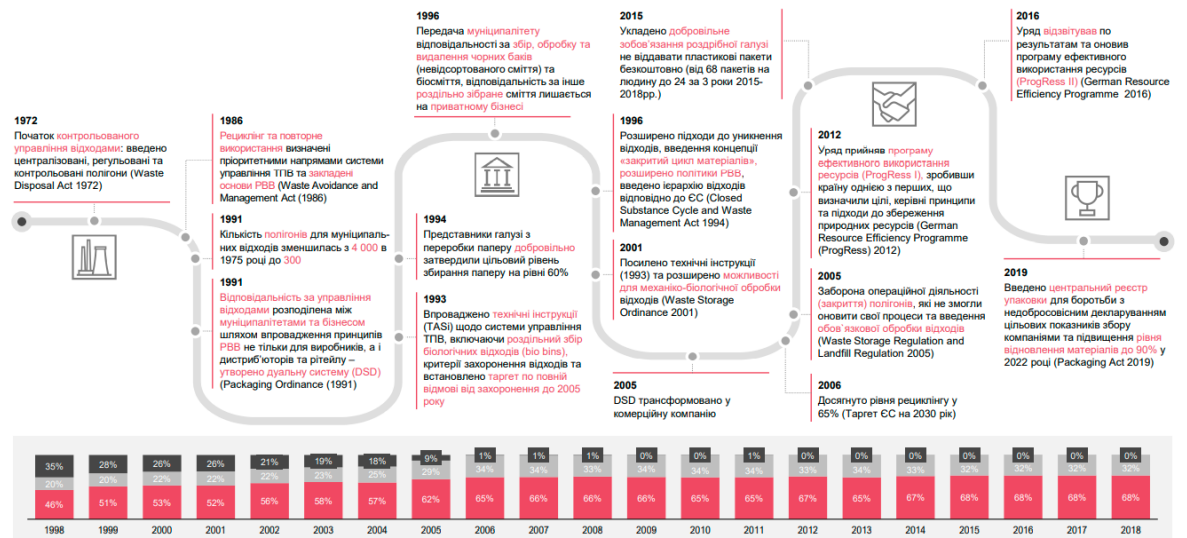 1972
Початок контрольованого
управління відходами: введено
централізовані, регульовані та
контрольовані полігони (Waste
Disposal Act 1972)
1986
Рециклінг та повторне
використання визначені
пріоритетними напрямами системи
управління ТПВ та закладені
основи РВВ (Waste Avoidance and
Management Act (1986)
1991
Кількість полігонів для муніципаль-
них відходів зменшилась з 4 000 в
1975 році до 300
1991
Відповідальність за управління
відходами розподілена між
муніципалітетами та бізнесом
шляхом впровадження принципів
РВВ не тільки для виробників, а і
дистриб'юторів та рітейлу –
утворено дуальну систему (DSD)
(Packaging Ordinance (1991)
1996
Передача муніципалітету
відповідальності за збір, обробку та
видалення чорних баків
(невідсортованого сміття) та
біосміття, відповідальність за інше
роздільно зібране сміття лишається
на приватному бізнесі
1994
Представники галузі з
переробки паперу добровільно
затвердили цільовий рівень
збирання паперу на рівні 60%
1993
Впроваджено технічні інструкції
(TASi) щодо системи управління
ТПВ, включаючи роздільний збір
біологічних відходів (bio bins),
критерії захоронення відходів та
встановлено таргет по повній
відмові від захоронення до 2005
року
2015
Укладено добровільне
зобов'язання роздрібної галузі
не віддавати пластикові пакети
безкоштовно (від 68 пакетів на
людину до 24 за 3 роки 2015-
2018рр.)
1996
Розширено підходи до уникнення
відходів, введення концепції
«закритий цикл матеріалів»,
розширено політики РВВ,
введено ієрархію відходів
відповідно до ЄС (Closed
Substance Cycle and Waste
Management Act 1994)
2001
Посилено технічні інструкції
(1993) та розширено можливості
для механіко-біологічної обробки
відходів (Waste Storage
Ordinance 2001)
2005
DSD трансформовано у
комерційну компанію
2012
Уряд прийняв програму
ефективного використання
ресурсів (ProgRess I), зробивши
країну однією з перших, що
визначили цілі, керівні принципи
та підходи до збереження
природних ресурсів (German
Resource Efficiency Programme
(ProgRess) 2012)
2005
Заборона операційної діяльності
(закриття) полігонів, які не змогли
оновити свої процеси та введення
обов`язкової обробки відходів
(Waste Storage Regulation and
Landfill Regulation 2005)
2006
Досягнуто рівня рециклінгу у
65% (Таргет ЄС на 2030 рік)
2016
Уряд відзвітував по
результатам та оновив
програму ефективного
використання ресурсів
(ProgRess II) (German Resource
Efficiency Programme 2016)
2019
Введено центральний реєстр
упаковки для боротьби з
недобросовісним декларуванням
цільових показників збору
компаніями та підвищення рівня
відновлення матеріалів до 90% у
2022 році (Packaging Act 2019)
35% 28% 26% 26% 21% 19% 18% 9% 1% 1% 1% 0% 0% 1% 0% 0% 0% 0% 0% 0% 0%
20% 20% 22% 22% 22% 23% 25% 29% 34% 34% 33% 34% 34% 34% 33% 34% 33% 32% 32% 32% 32%
46% 51% 53% 52% 56% 58% 57% 62% 65% 66% 66% 66% 65% 65% 67% 65% 67% 68% 68% 68% 68%
1998 1999 2000 2001 2002 2003 2004 2005 2006 2007 2008 2009 2010 2011 2012 2013 2014 2015 2016 2017 2018